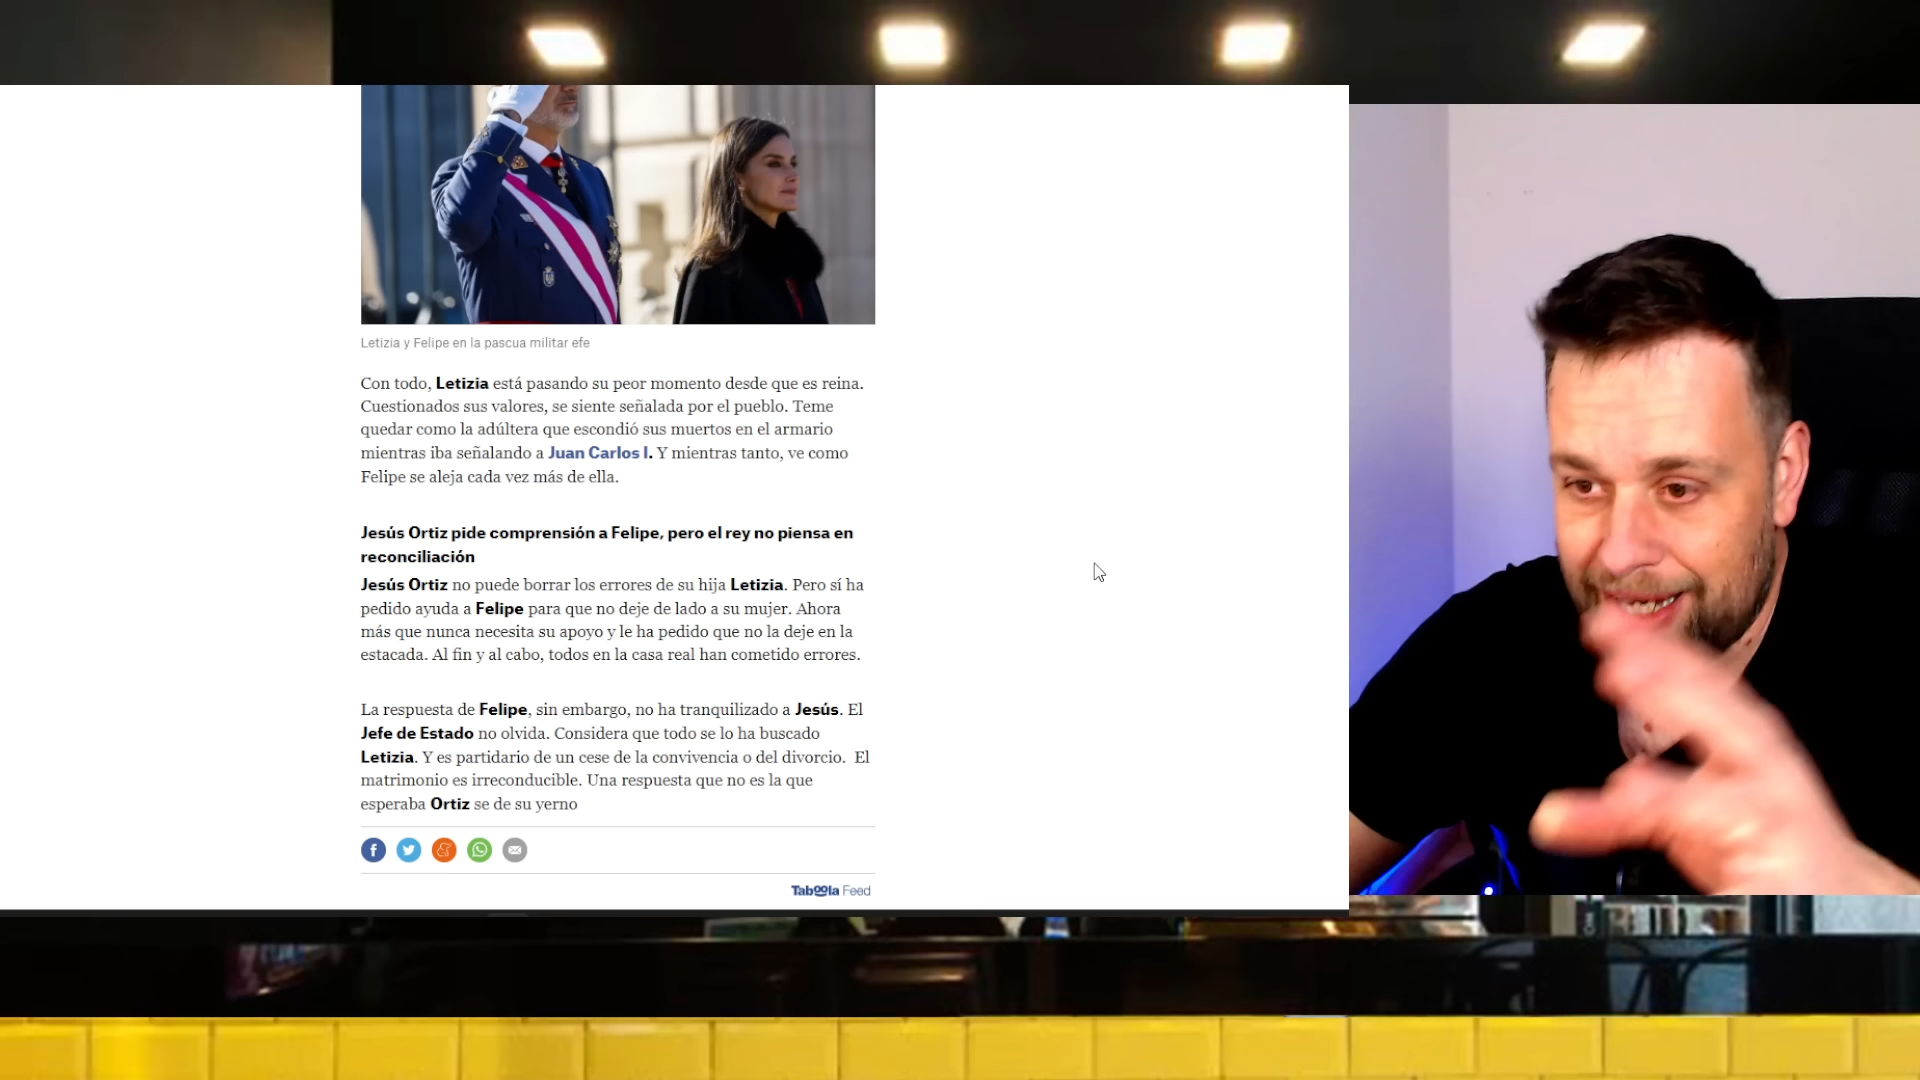 Letizia y Felipe en la pascua militar efe
Con todo, Letizia está pasando su peor momento desde que es reina.
Cuestionados sus valores, se siente señalada por el pueblo. Teme
quedar como la adúltera que escondió sus muertos en el armario
mientras iba señalando a Juan Carlos I. Y mientras tanto, ve como
Felipe se aleja cada vez más de ella.
Jesús Ortiz pide comprensión a Felipe, pero el rey no piensa en
reconciliación
Jesús Ortiz no puede borrar los errores de su hija Letizia. Pero sí ha
pedido ayuda a Felipe para que no deje de lado a su mujer. Ahora
más que nunca necesita su apoyo y le ha pedido que no la deje en la
estacada. Al fin y al cabo, todos en la casa real han cometido errores.
La respuesta de Felipe, sin embargo, no ha tranquilizado a Jesús. El
Jefe de Estado no olvida. Considera que todo se lo ha buscado
Letizia. Y es partidario de un cese de la convivencia o del divorcio. El
matrimonio es irreconducible. Una respuesta que no es la que
esperaba Ortiz se de su yerno
Taboola Feed